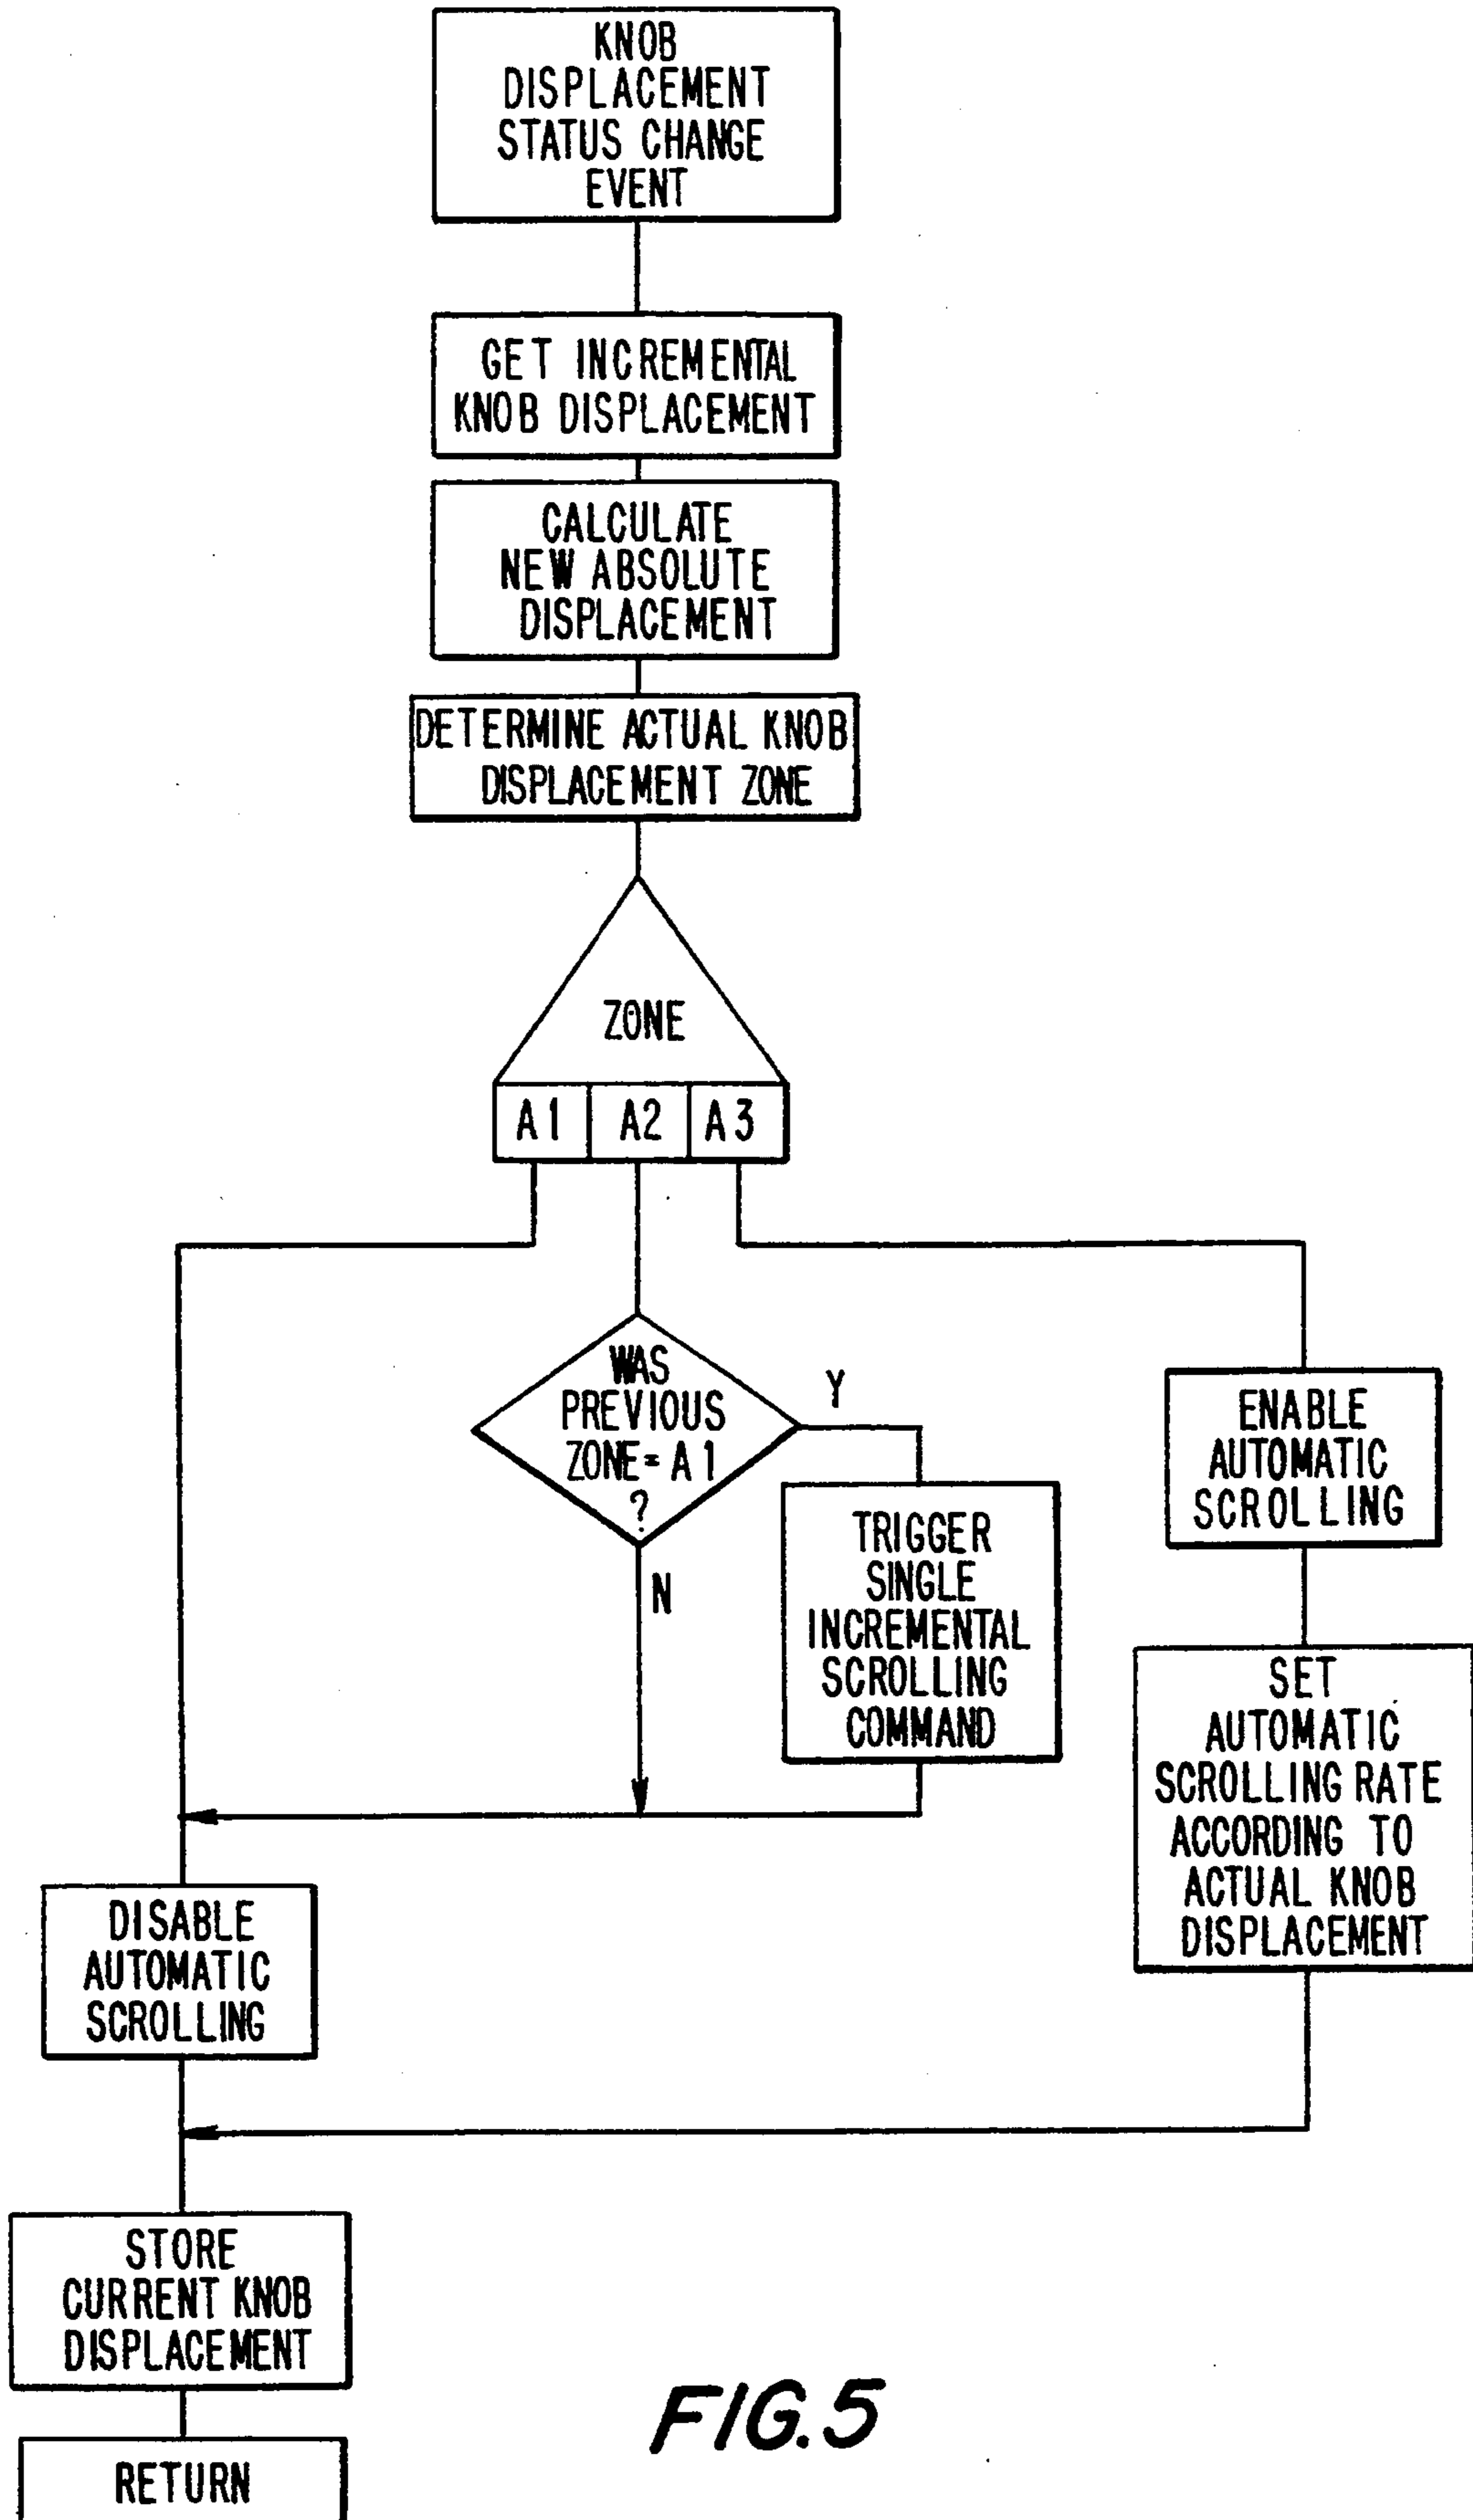 KNOB
DISPLACEMENT
STATUS CHANGE
EVENT
GET INCREMENTAL
KNOB DISPLACEMENT
CALCULATE
NEW ABSOLUTE
DISPLACEMENT
DETERMINE ACTUAL KNOB
DISPLACEMENT ZONE
ZONE
A1 A2 A3
WAS
PREVIOUS
ZONE = A1
?
Y
N
TRIGGER
SINGLE
INCREMENTAL
SCROLLING
COMMAND
ENABLE
AUTOMATIC
SCROLLING
SET
AUTOMATIC
SCROLLING RATE
ACCORDING TO
ACTUAL KNOB
DISPLACEMENT
DISABLE
AUTOMATIC
SCROLLING
STORE
CURRENT KNOB
DISPLACEMENT
RETURN
FIG.5